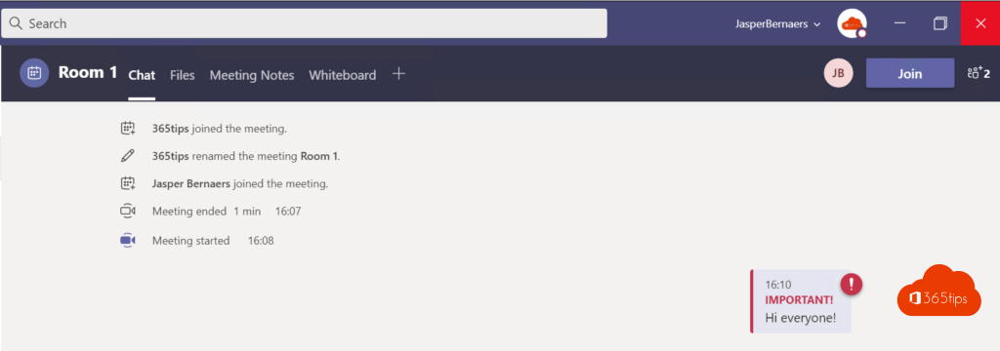 Search
JasperBernaers
Room 1 Chat Files Meeting Notes Whiteboard
JB
Join
2
365tips joined the meeting.
365tips renamed the meeting Room 1.
Jasper Bernaers joined the meeting.
Meeting ended 1 min 16:07
Meeting started 16:08
16:10
IMPORTANT!
Hi everyone!
365tips